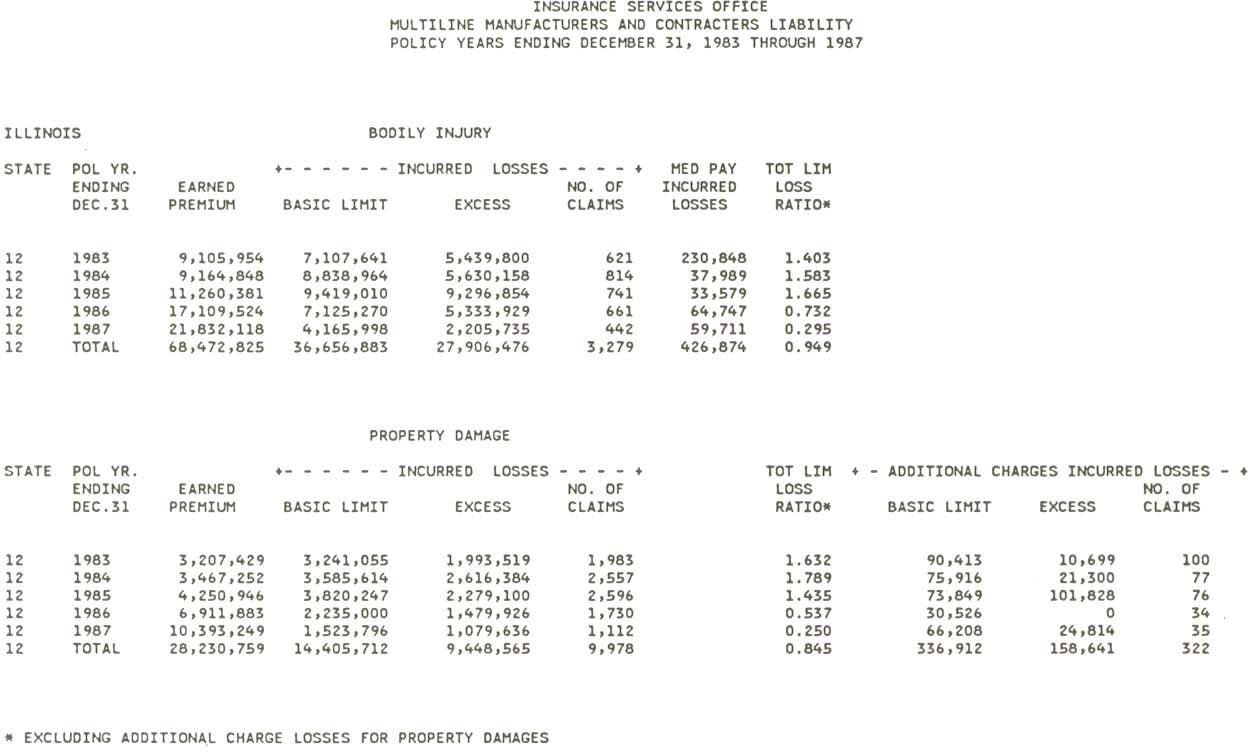 INSURANCE SERVICES OFFICE
MULTILINE MANUFACTURERS AND CONTRACTERS LIABILITY
POLICY YEARS ENDING DECEMBER 31, 1983 THROUGH 1987
ILLINOIS BODILY INJURY
STATE POL YR. +- - - - - - INCURRED LOSSES - - - - + MED PAY TOT LIM
ENDING EARNED NO. OF INCURRED LOSS
DEC.31 PREMIUM BASIC LIMIT EXCESS CLAIMS LOSSES RATIO*
12 1983 9,105,954 7,107,641 5,439,800 621 230,848 1.403
12 1984 9,164,848 8,838,964 5,630,158 814 37,989 1.583
12 1985 11,260,381 9,419,010 9,296,854 741 33,579 1.665
12 1986 17,109,524 7,125,270 5,333,929 661 64,747 0.732
12 1987 21,832,118 4,165,998 2,205,735 442 59,711 0.295
12 TOTAL 68,472,825 36,656,883 27,906,476 3,279 426,874 0.949
PROPERTY DAMAGE
STATE POL YR. +- - - - - - INCURRED LOSSES - - - - + TOT LIM + - ADDITIONAL CHARGES INCURRED LOSSES - +
ENDING EARNED NO. OF LOSS NO. OF
DEC.31 PREMIUM BASIC LIMIT EXCESS CLAIMS RATIO* BASIC LIMIT EXCESS CLAIMS
12 1983 3,207,429 3,241,055 1,993,519 1,983 1.632 90,413 10,699 100
12 1984 3,467,252 3,585,614 2,616,384 2,557 1.789 75,916 21,300 77
12 1985 4,250,946 3,820,247 2,279,100 2,596 1.435 73,849 101,828 76
12 1986 6,911,883 2,235,000 1,479,926 1,730 0.537 30,526 0 34
12 1987 10,393,249 1,523,796 1,079,636 1,112 0.250 66,208 24,814 35
12 TOTAL 28,230,759 14,405,712 9,448,565 9,978 0.845 336,912 158,641 322
* EXCLUDING ADDITIONAL CHARGE LOSSES FOR PROPERTY DAMAGES